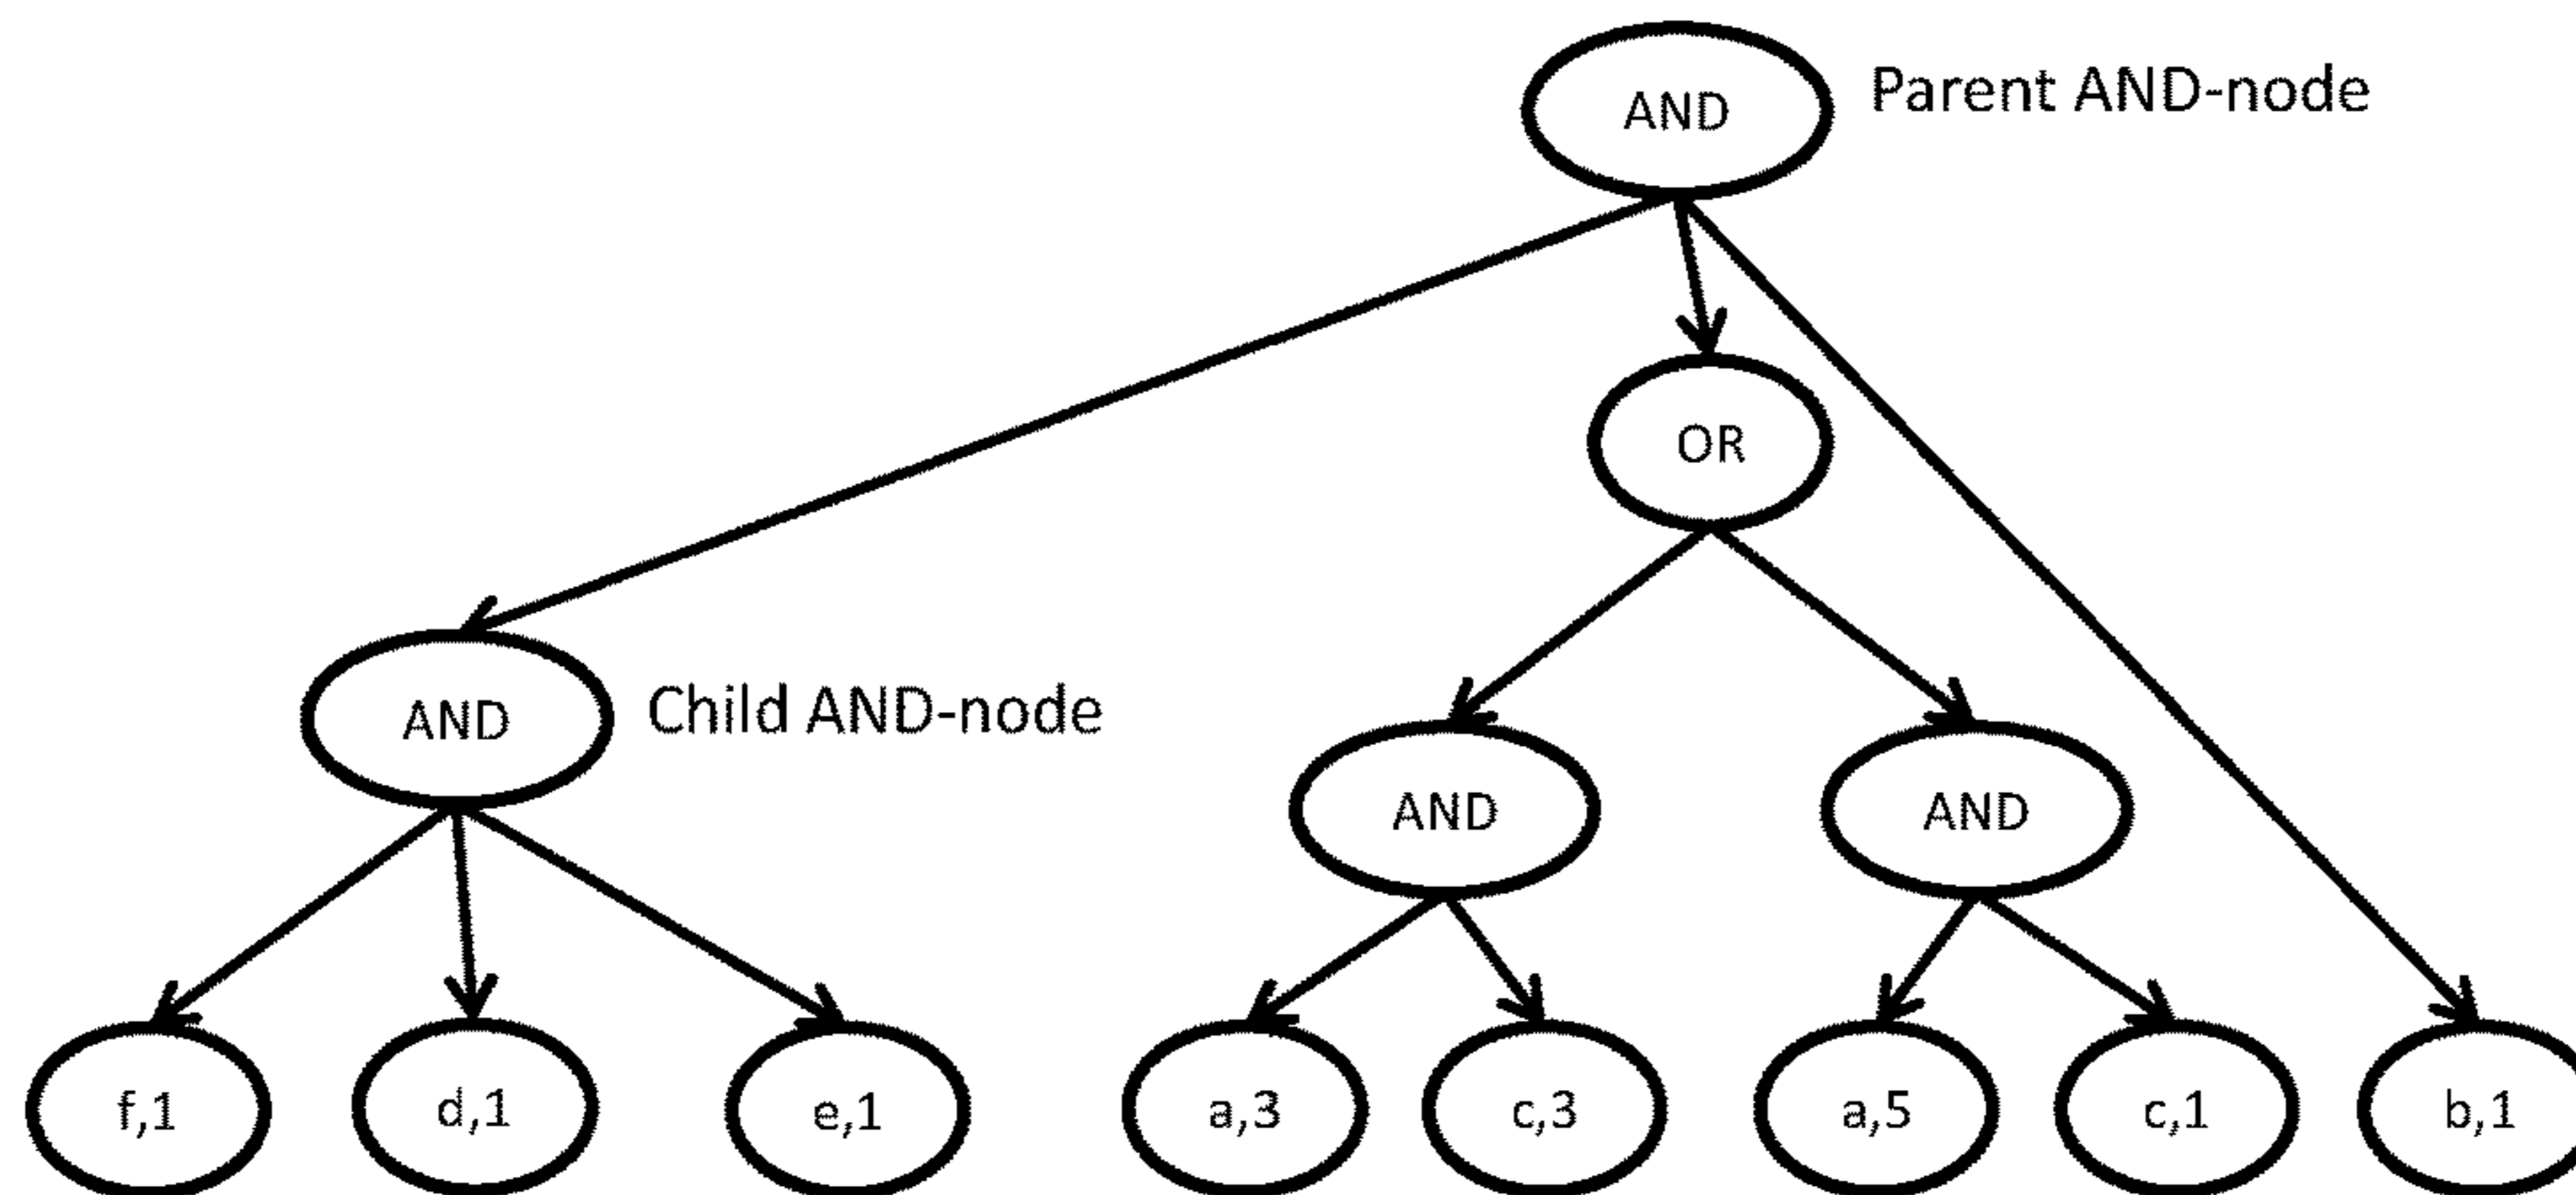 AND
Parent AND-node
OR
AND
Child AND-node
AND
AND
f,1
d,1
e,1
a,3
c,3
a,5
c,1
b,1